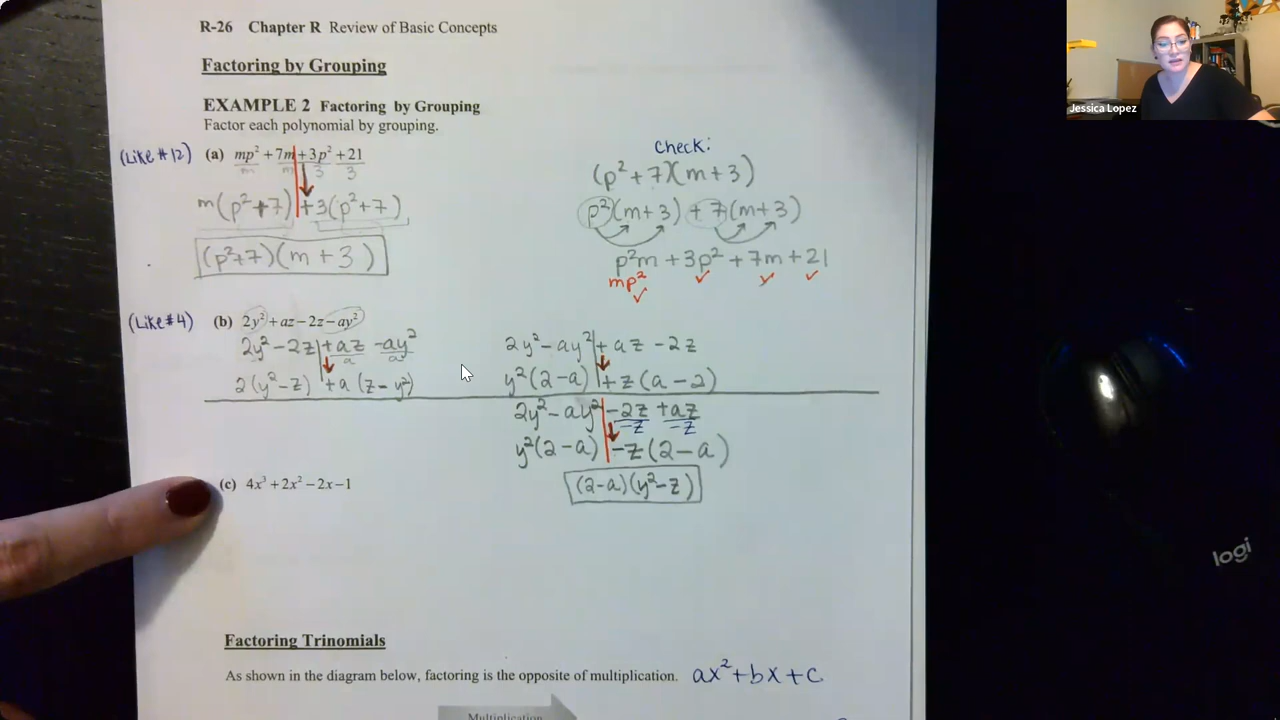 R-26 Chapter R Review of Basic Concepts
Factoring by Grouping
EXAMPLE 2 Factoring by Grouping
Factor each polynomial by grouping.
(Like #12) (a) mp² + 7m + 3p² + 21
m m 3 3
m(p² + 7) + 3(p² + 7)
(p² + 7)(m + 3)
check:
(p² + 7)(m + 3)
p²(m + 3) + 7(m + 3)
p²m + 3p² + 7m + 21
mp² ✓ ✓ ✓
✓
(Like #4) (b) 2y² + az − 2z − ay²
2y² − 2z + az − ay²
a a
2(y² − z) + a(z − y²)
2y² − ay² + az − 2z
y²(2 − a) + z(a − 2)
2y² − ay² − 2z + az
−z −z
y²(2 − a) − z(2 − a)
(2 − a)(y² − z)
(c) 4x³ + 2x² − 2x − 1
Factoring Trinomials
As shown in the diagram below, factoring is the opposite of multiplication. ax² + bx + c
Multiplication
Jessica Lopez
logi